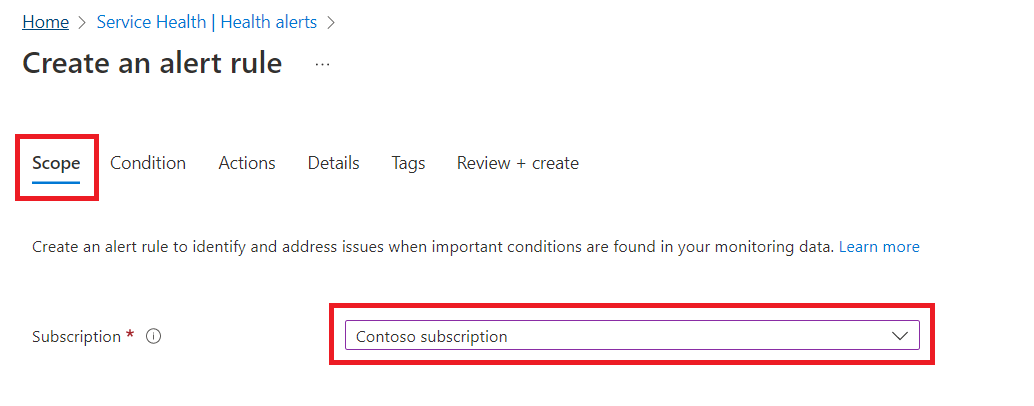 Home > Service Health | Health alerts >
Create an alert rule ...
Scope Condition Actions Details Tags Review + create
Create an alert rule to identify and address issues when important conditions are found in your monitoring data. Learn more
Subscription * Contoso subscription